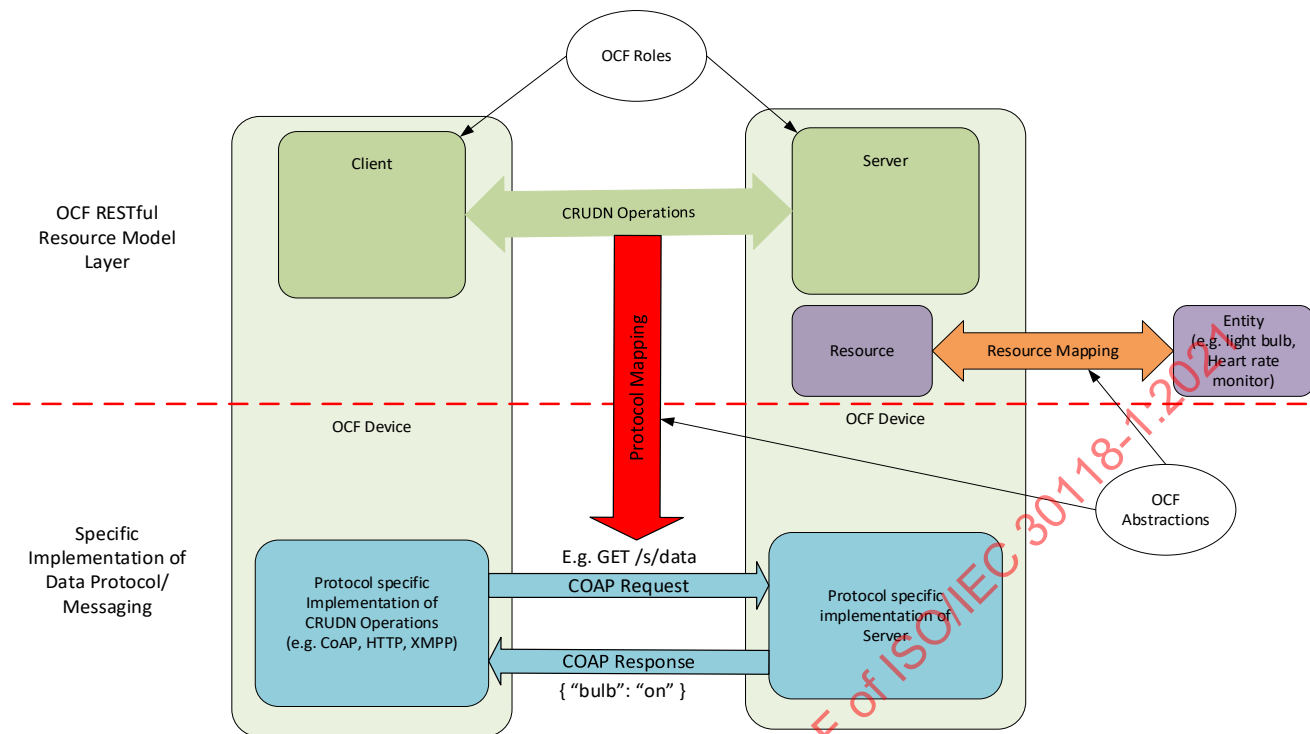 OCF Roles
Client
Server
OCF RESTful
Resource Model
Layer
CRUDN Operations
Protocol Mapping
Resource
Resource Mapping
Entity
(e.g. light bulb,
Heart rate
monitor)
OCF Device
OCF Device
OCF
Abstractions
Specific
Implementation of
Data Protocol/
Messaging
E.g. GET /s/data
COAP Request
Protocol specific
Implementation of
CRUDN Operations
(e.g. CoAP, HTTP, XMPP)
Protocol specific
implementation of
Server
COAP Response
{ “bulb”: “on” }
F of ISO/IEC 30118-1:2021